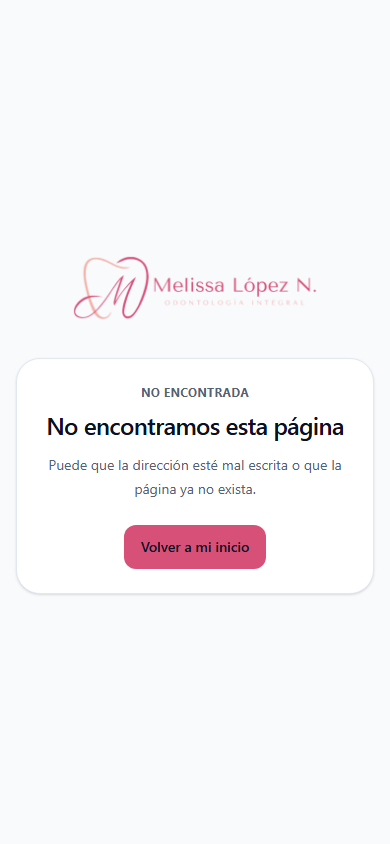 Melissa López N.
ODONTOLOGÍA INTEGRAL
NO ENCONTRADA
No encontramos esta página
Puede que la dirección esté mal escrita o que la
página ya no exista.
Volver a mi inicio